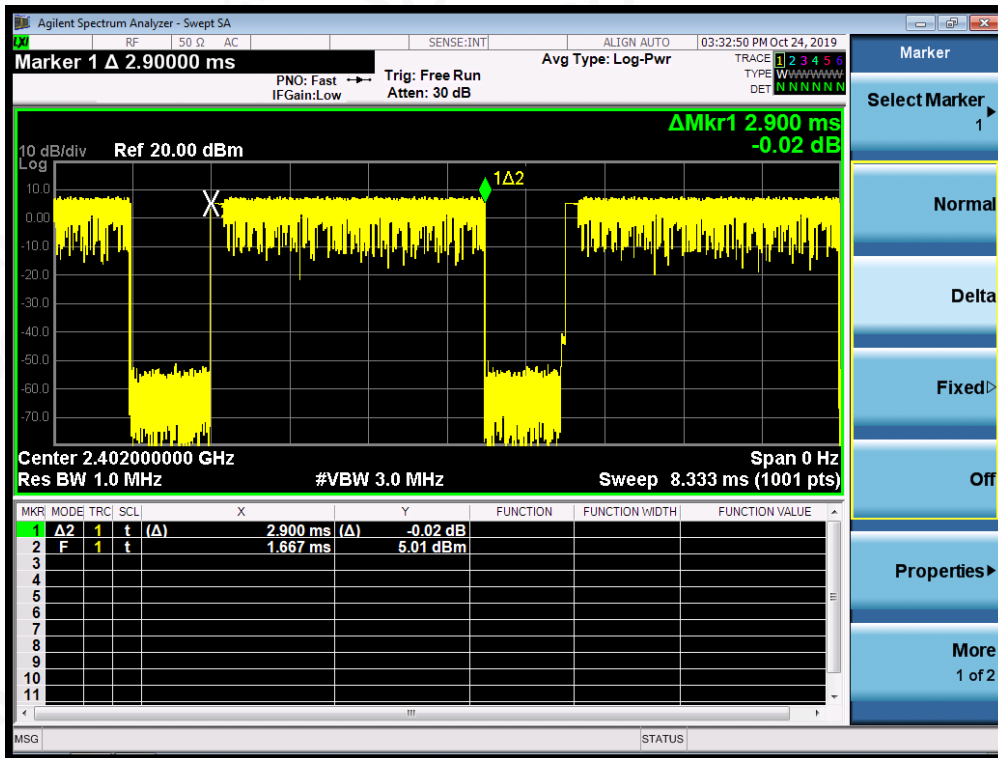 Agilent Spectrum Analyzer - Swept SA
LXI RF 50 Ω AC SENSE:INT ALIGN AUTO 03:32:50 PM Oct 24, 2019
Marker 1 Δ 2.90000 ms
PNO: Fast
IFGain:Low
Trig: Free Run
Atten: 30 dB
Avg Type: Log-Pwr
TRACE 1 2 3 4 5 6
TYPE WWWWWW
DET N N N N N N
ΔMkr1 2.900 ms
-0.02 dB
10 dB/div Ref 20.00 dBm
Log
10.0
0.00
-10.0
-20.0
-30.0
-40.0
-50.0
-60.0
-70.0
1Δ2
Center 2.402000000 GHz Span 0 Hz
Res BW 1.0 MHz #VBW 3.0 MHz Sweep 8.333 ms (1001 pts)
MKR MODE TRC SCL X Y FUNCTION FUNCTION WIDTH FUNCTION VALUE
1 Δ2 1 t (Δ) 2.900 ms (Δ) -0.02 dB
2 F 1 t 1.667 ms 5.01 dBm
3
4
5
6
7
8
9
10
11
MSG STATUS
Marker
Select Marker
1
Normal
Delta
Fixed
Off
Properties
More
1 of 2